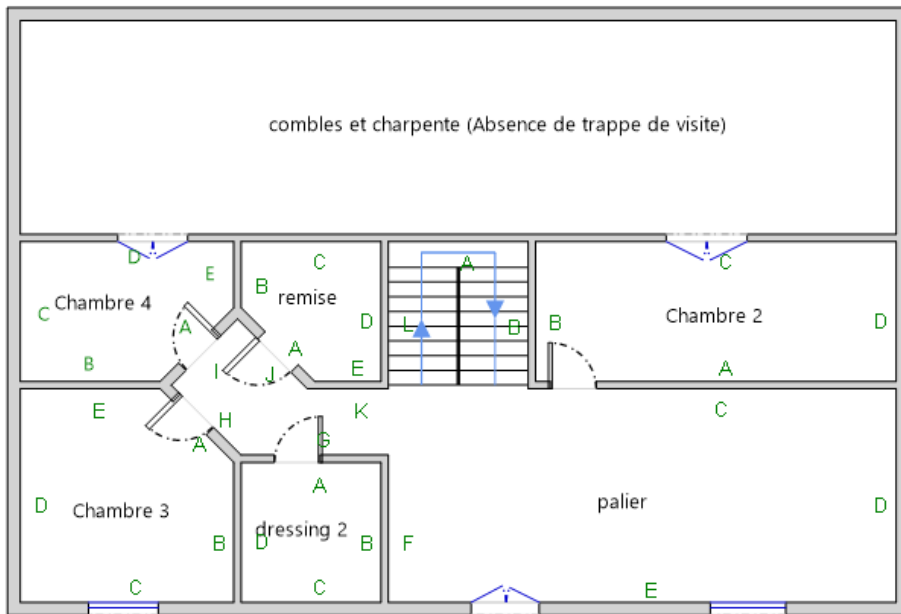 combles et charpente (Absence de trappe de visite)
D
E
C
Chambre 4
A
B
C
B
remise
D
A
E
A
L
B
C
B
Chambre 2
D
A
I
J
H
K
G
E
A
D
Chambre 3
B
C
A
dressing 2
D
B
C
C
F
palier
D
E